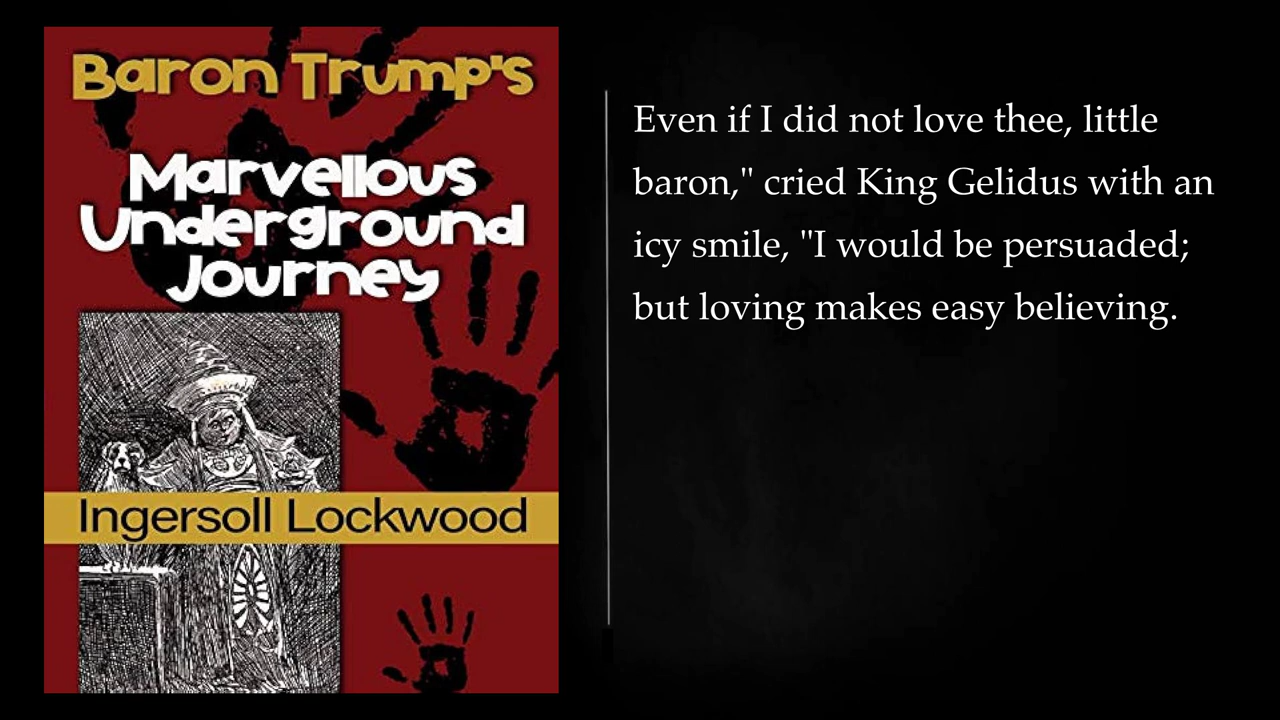 Baron Trump's
Marvellous
Underground
Journey
Ingersoll Lockwood
Even if I did not love thee, little
baron," cried King Gelidus with an
icy smile, "I would be persuaded;
but loving makes easy believing.